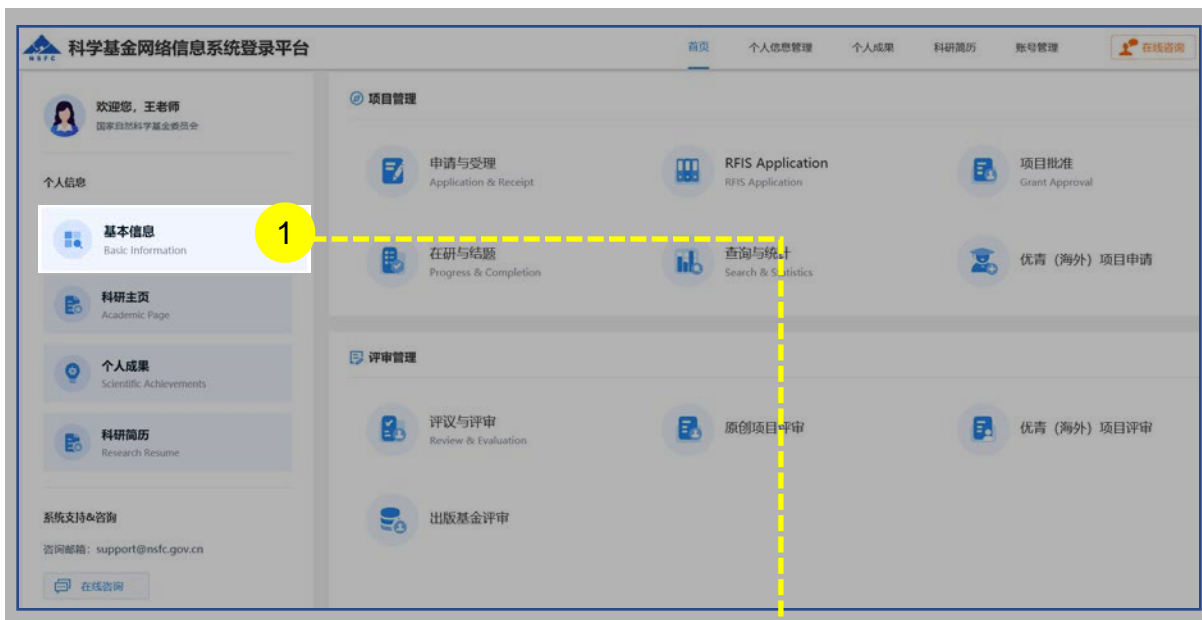 NSFC
科学基金网络信息系统登录平台
首页
个人信息管理
个人成果
科研简历
账号管理
在线咨询
欢迎您，王老师
国家自然科学基金委员会
个人信息
基本信息
Basic Information
1
科研主页
Academic Page
个人成果
Scientific Achievements
科研简历
Research Resume
系统支持&咨询
咨询邮箱：support@nsfc.gov.cn
在线咨询
项目管理
申请与受理
Application & Receipt
RFIS Application
RFIS Application
项目批准
Grant Approval
在研与结题
Progress & Completion
查询与统计
Search & Statistics
优青（海外）项目申请
评审管理
评议与评审
Review & Evaluation
原创项目评审
优青（海外）项目评审
出版基金评审